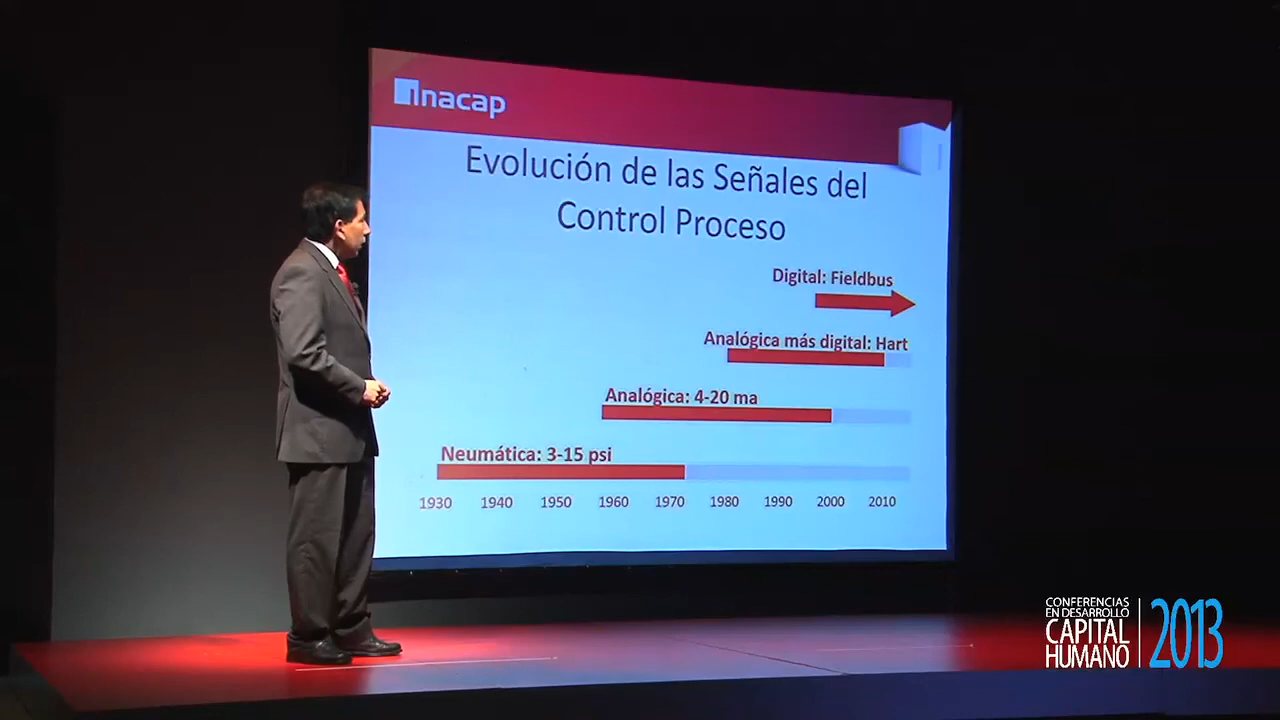 inacap
Evolución de las Señales del
Control Proceso
Digital: Fieldbus
Analógica más digital: Hart
Analógica: 4-20 ma
Neumática: 3-15 psi
1930 1940 1950 1960 1970 1980 1990 2000 2010
CONFERENCIAS
EN DESARROLLO
CAPITAL
HUMANO
2013